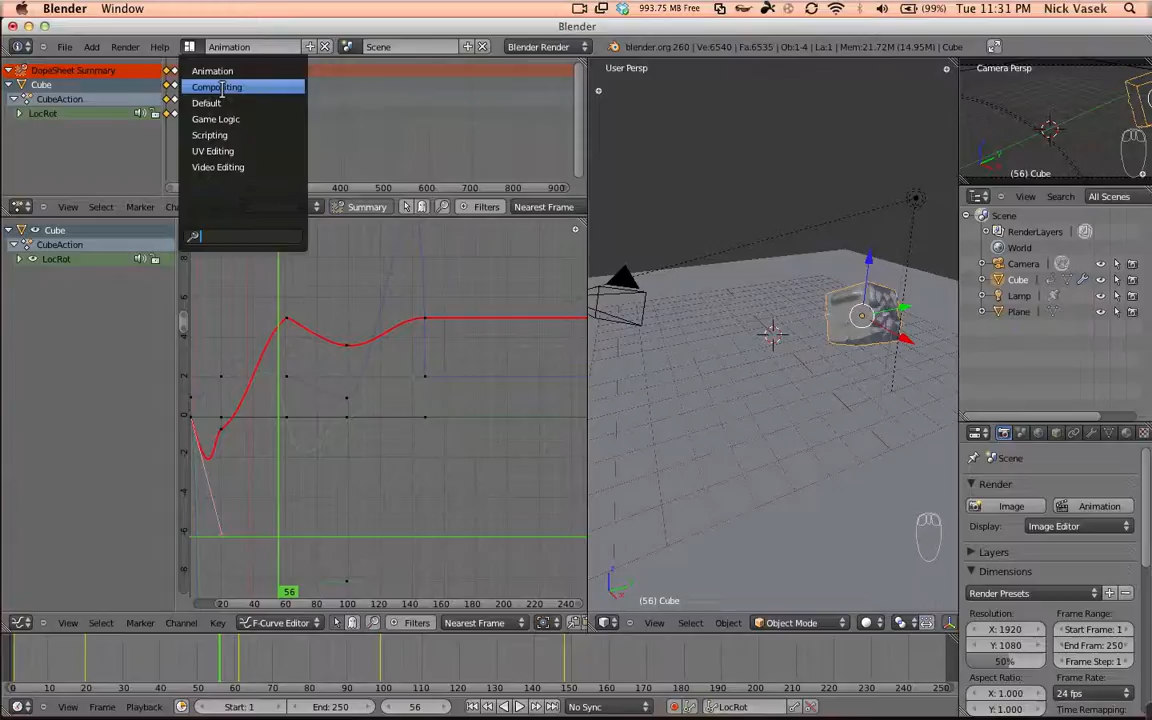 Blender Window 993.75 MB Free (99%) Tue 11:31 PM Nick Vasek
Blender
File Add Render Help Animation Scene Blender Render blender.org 260 | Ve:6540 | Fa:6535 | Ob:1-4 | La:1 | Mem:21.72M (14.95M) | Cube
DopeSheet Summary
Cube
CubeAction
LocRot
Animation
Compositing
Default
Game Logic
Scripting
UV Editing
Video Editing
400 500 600 700 800 900
View Select Marker Summary Filters Nearest Frame
Cube
CubeAction
LocRot
8
6
4
2
0
-2
-4
-6
-8
56
20 40 60 80 100 120 140 160 180 200 220 240
View Select Marker Channel Key F-Curve Editor Filters Nearest Frame
User Persp
(56) Cube
View Select Object Object Mode
Camera Persp
(56) Cube
View Search All Scenes
Scene
RenderLayers
World
Camera
Cube
Lamp
Plane
Scene
Render
Image Animation
Display: Image Editor
Layers
Dimensions
Render Presets
Resolution: Frame Range:
X: 1920 Start Frame: 1
Y: 1080 End Fram: 250
50% Frame Step: 1
Aspect Ratio: Frame Rate:
X: 1.000 24 fps
Y: 1.000 Time Remapping:
0 10 20 30 40 50 60 70 80 90 100 110 120 130 140 150 160 170 180 190 200 210 220 230 240 250
View Frame Playback Start: 1 End: 250 56 No Sync LocRot